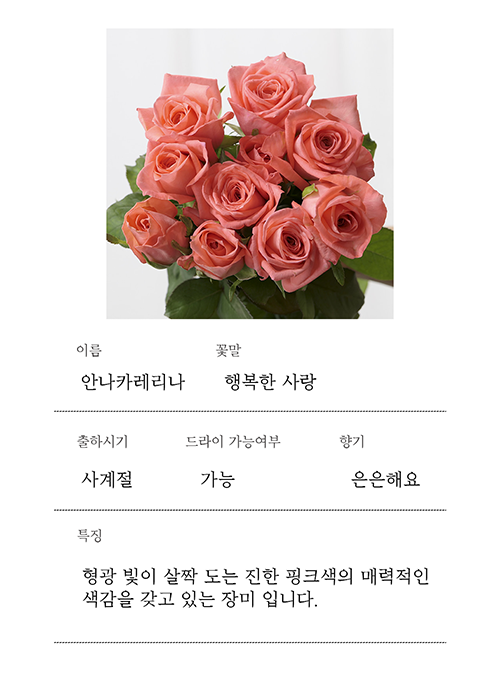 이름 꽃말
안나카레리나 행복한 사랑
출하시기 드라이 가능여부 향기
사계절 가능 은은해요
특징
형광 빛이 살짝 도는 진한 핑크색의 매력적인
색감을 갖고 있는 장미 입니다.